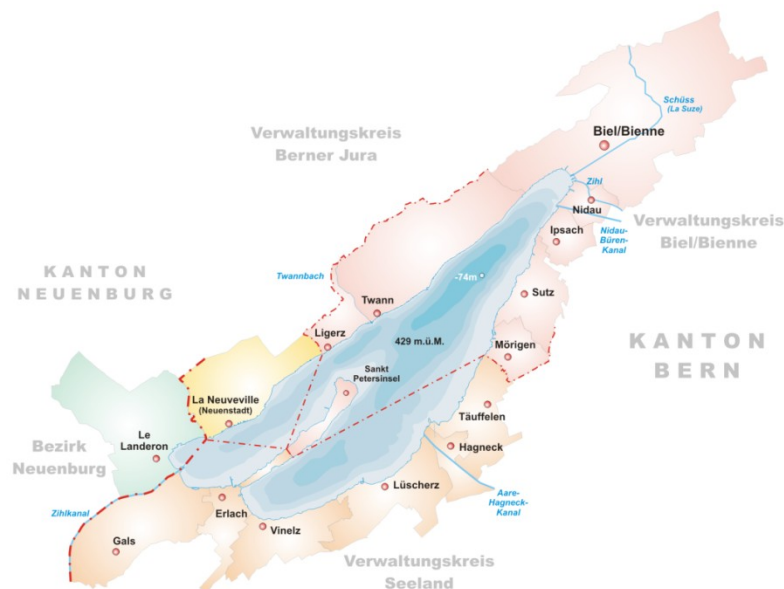 Schüss
(La Suze)
Verwaltungskreis
Berner Jura
Biel/Bienne
Zihl
Nidau
Verwaltungskreis
Biel/Bienne
Nidau-
Büren-
Kanal
Ipsach
KANTON
NEUENBURG
Twannbach
-74m
Twann
Sutz
Ligerz
429 m.ü.M.
KANTON
BERN
Mörigen
Sankt
Petersinsel
La Neuveville
(Neuenstadt)
Täuffelen
Le
Landeron
Bezirk
Neuenburg
Hagneck
Lüscherz
Aare-
Hagneck-
Kanal
Zihlkanal
Erlach
Vinelz
Gals
Verwaltungskreis
Seeland